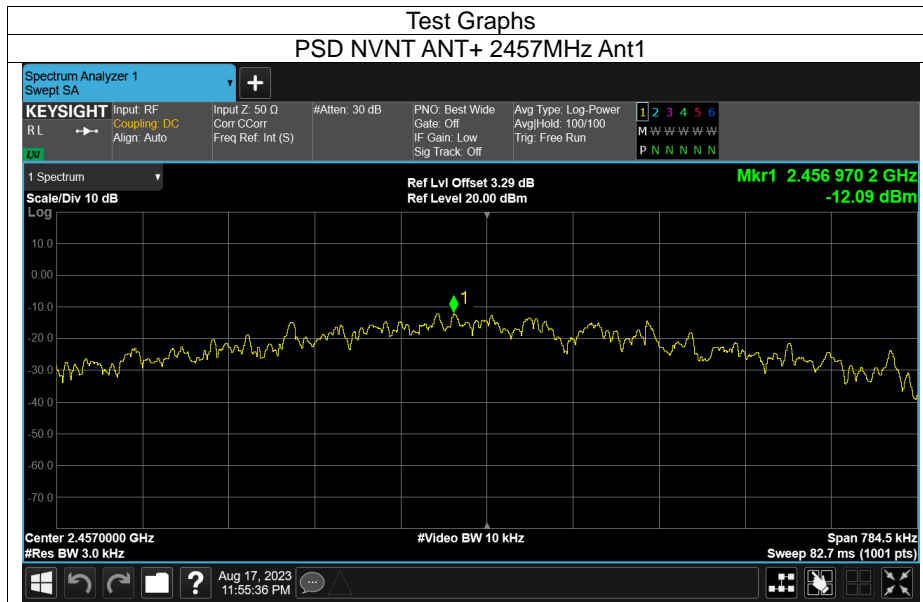 Test Graphs
PSD NVNT ANT+ 2457MHz Ant1
Spectrum Analyzer 1
Swept SA
+
KEYSIGHT
RL
LXI
Input: RF
Coupling: DC
Align: Auto
Input Z: 50 Ω
Corr CCorr
Freq Ref: Int (S)
#Atten: 30 dB
PNO: Best Wide
Gate: Off
IF Gain: Low
Sig Track: Off
Avg Type: Log-Power
Avg|Hold: 100/100
Trig: Free Run
1 2 3 4 5 6
M W W W W W
P N N N N N
1 Spectrum
Scale/Div 10 dB
Log
Ref Lvl Offset 3.29 dB
Ref Level 20.00 dBm
Mkr1 2.456 970 2 GHz
-12.09 dBm
10.0
0.00
-10.0
-20.0
-30.0
-40.0
-50.0
-60.0
-70.0
1
Center 2.4570000 GHz
#Res BW 3.0 kHz
#Video BW 10 kHz
Span 784.5 kHz
Sweep 82.7 ms (1001 pts)
?
Aug 17, 2023
11:55:36 PM